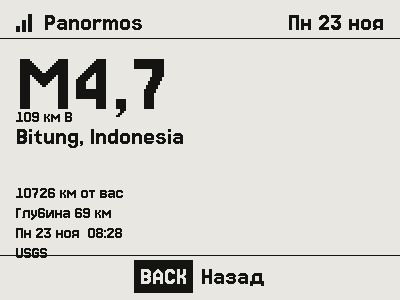 Panormos
Пн 23 ноя
M4,7
109 км В
Bitung, Indonesia
10726 км от вас
Глубина 69 км
Пн 23 ноя 08:28
USGS
BACK Назад